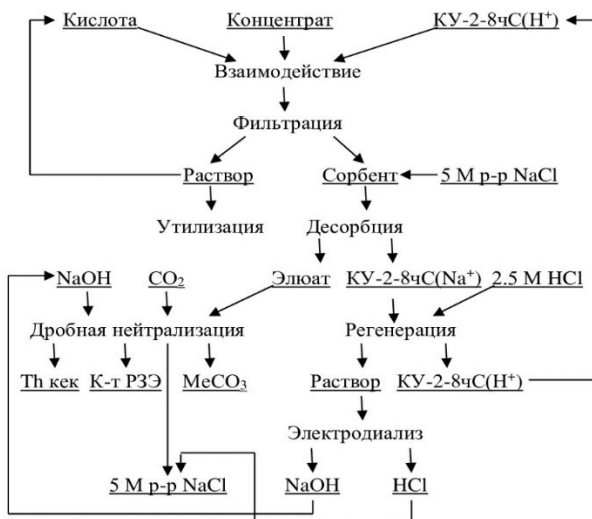 Кислота Концентрат КУ-2-8чС(H⁺)
Взаимодействие
Фильтрация
Раствор Сорбент 5 М р-р NaCl
Утилизация Десорбция
NaOH CO₂ Элюат КУ-2-8чС(Na⁺) 2.5 М HCl
Дробная нейтрализация Регенерация
Th кек К-т РЗЭ MeCO₃ Раствор КУ-2-8чС(H⁺)
Электродиализ
5 М р-р NaCl NaOH HCl